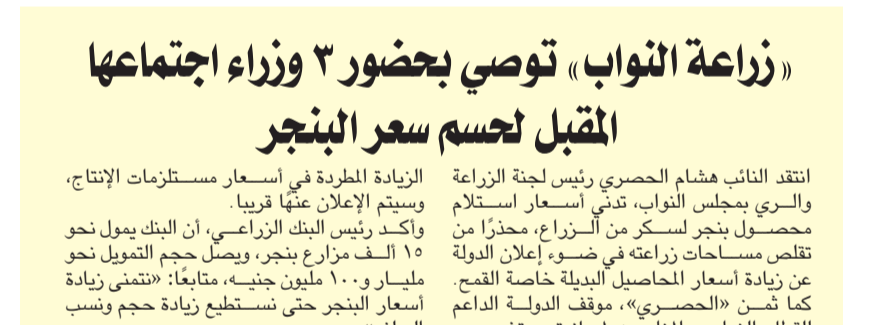 «زراعة النواب» توصي بحضور ٣ وزراء اجتماعها
المقبل لحسم سعر البنجر
انتقد النائب هشام الحصري رئيس لجنة الزراعة
والري بمجلس النواب، تدني أسعار استلام
محصول بنجر لسكر من الزراع، محذرًا من
تقلص مساحات زراعته في ضوء إعلان الدولة
عن زيادة أسعار المحاصيل البديلة خاصة القمح.
كما ثمن «الحصري»، موقف الدولة الداعم
الزيادة المطردة في أسعار مستلزمات الإنتاج،
وسيتم الإعلان عنها قريبا.
وأكد رئيس البنك الزراعي، أن البنك يمول نحو
١٥ ألف مزارع بنجر، ويصل حجم التمويل نحو
مليار و١٠٠ مليون جنيه، متابعًا: «نتمنى زيادة
أسعار البنجر حتى نستطيع زيادة حجم ونسب